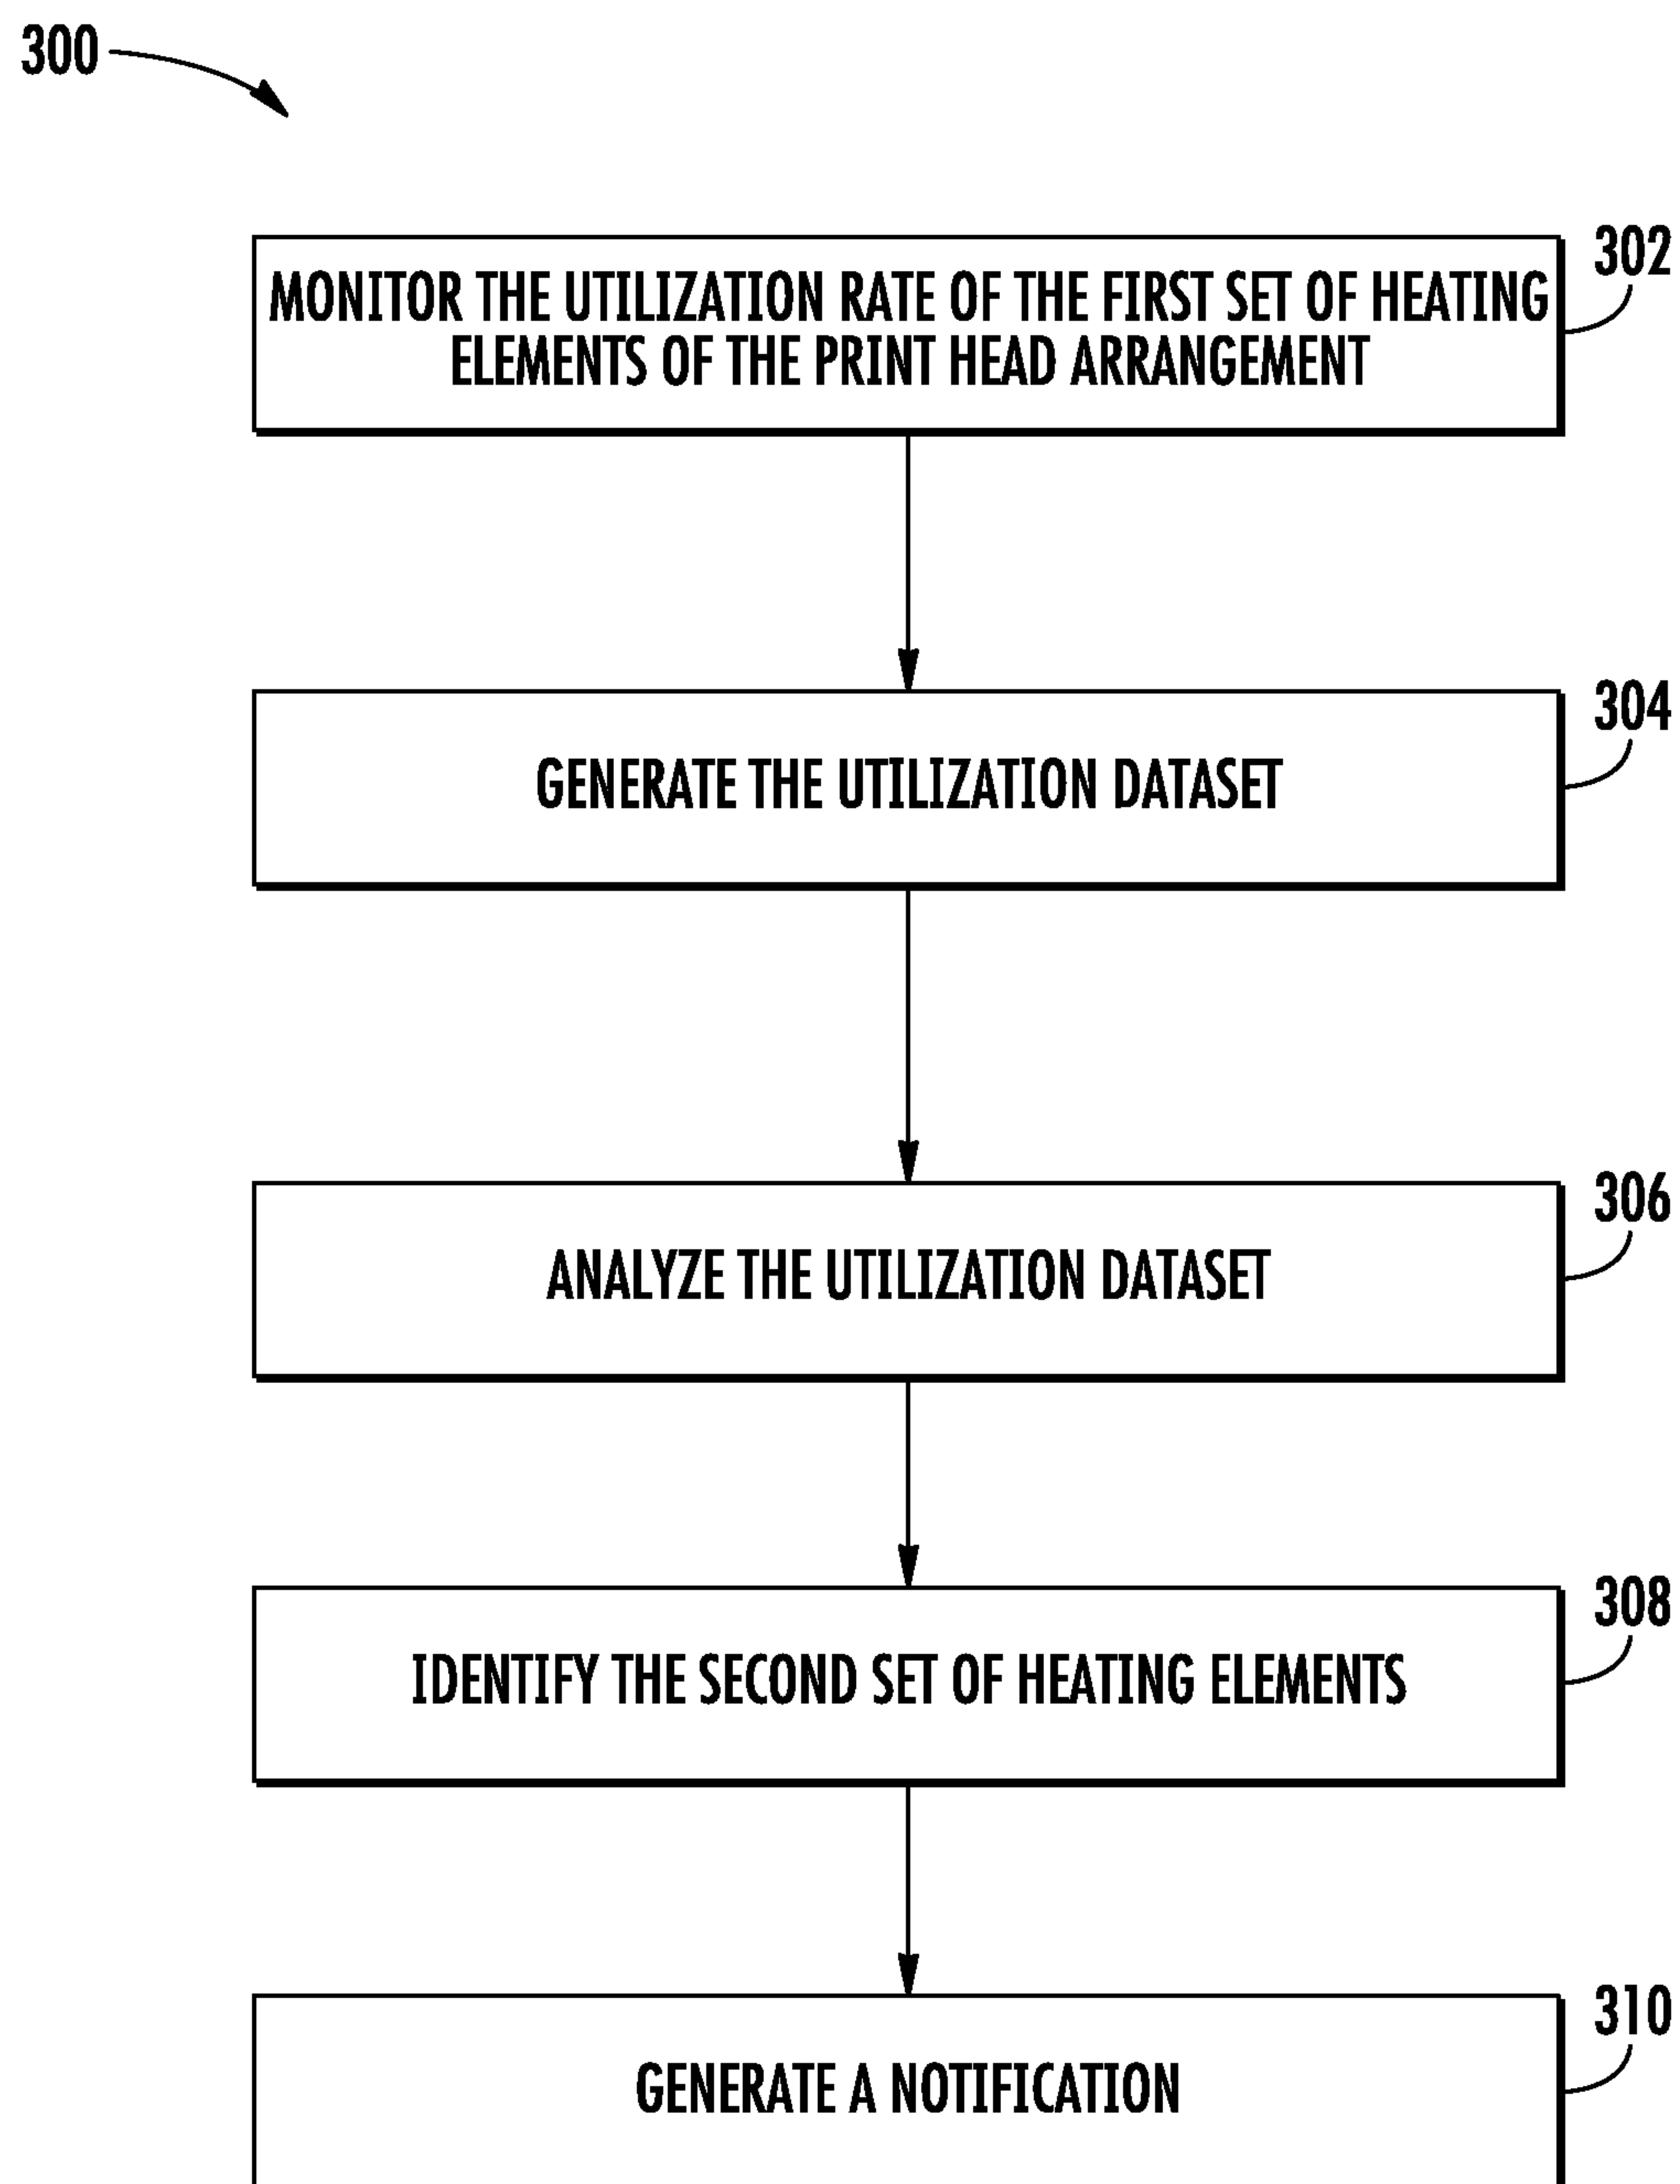 300
302
MONITOR THE UTILIZATION RATE OF THE FIRST SET OF HEATING
ELEMENTS OF THE PRINT HEAD ARRANGEMENT
304
GENERATE THE UTILIZATION DATASET
306
ANALYZE THE UTILIZATION DATASET
308
IDENTIFY THE SECOND SET OF HEATING ELEMENTS
310
GENERATE A NOTIFICATION